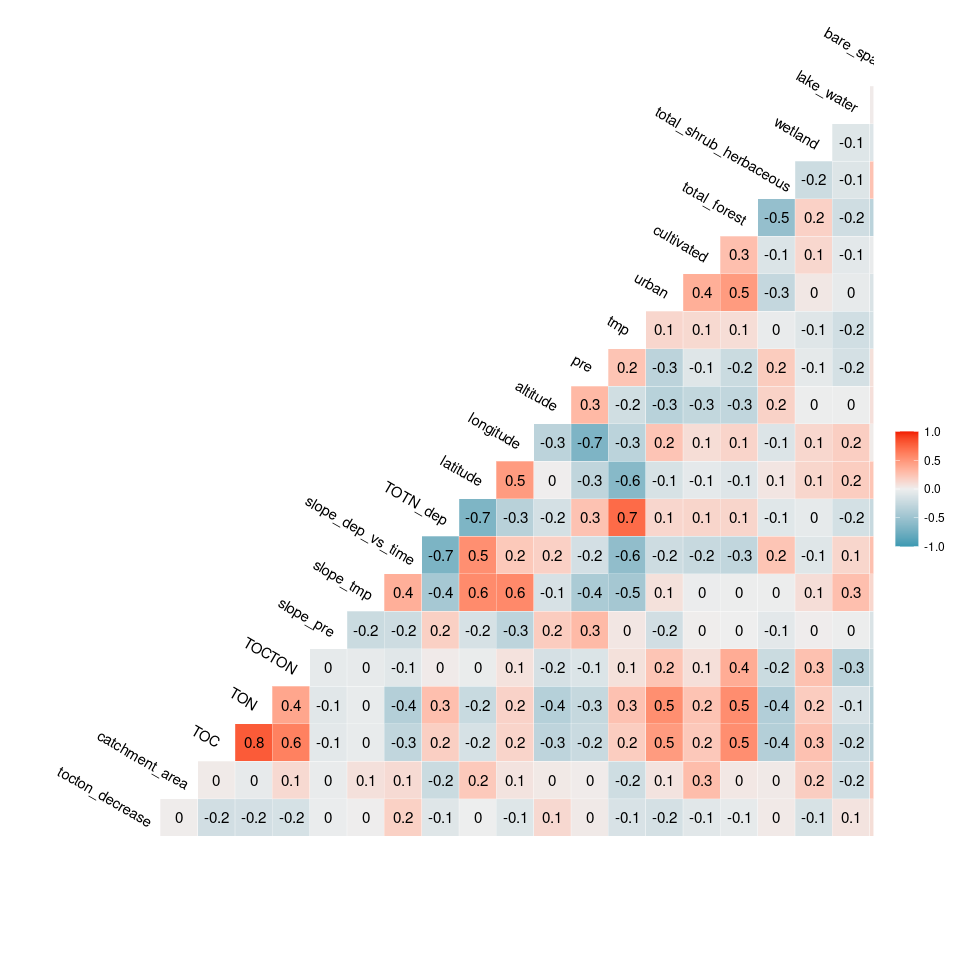 bare_spa
lake_water
wetland -0.1
total_shrub_herbaceous -0.2 -0.1
total_forest -0.5 0.2 -0.2
cultivated 0.3 -0.1 0.1 -0.1
urban 0.4 0.5 -0.3 0 0
tmp 0.1 0.1 0.1 0 -0.1 -0.2
pre 0.2 -0.3 -0.1 -0.2 0.2 -0.1 -0.2
altitude 0.3 -0.2 -0.3 -0.3 -0.3 0.2 0 0
longitude -0.3 -0.7 -0.3 0.2 0.1 0.1 -0.1 0.1 0.2
latitude 0.5 0 -0.3 -0.6 -0.1 -0.1 -0.1 0.1 0.1 0.2
TOTN_dep -0.7 -0.3 -0.2 0.3 0.7 0.1 0.1 0.1 -0.1 0 -0.2
slope_dep_vs_time -0.7 0.5 0.2 0.2 -0.2 -0.6 -0.2 -0.2 -0.3 0.2 -0.1 0.1
slope_tmp 0.4 -0.4 0.6 0.6 -0.1 -0.4 -0.5 0.1 0 0 0 0.1 0.3
slope_pre -0.2 -0.2 0.2 -0.2 -0.3 0.2 0.3 0 -0.2 0 0 -0.1 0 0
TOCTON 0 0 -0.1 0 0 0.1 -0.2 -0.1 0.1 0.2 0.1 0.4 -0.2 0.3 -0.3
TON 0.4 -0.1 0 -0.4 0.3 -0.2 0.2 -0.4 -0.3 0.3 0.5 0.2 0.5 -0.4 0.2 -0.1
TOC 0.8 0.6 -0.1 0 -0.3 0.2 -0.2 0.2 -0.3 -0.2 0.2 0.5 0.2 0.5 -0.4 0.3 -0.2
catchment_area 0 0 0.1 0 0.1 0.1 -0.2 0.2 0.1 0 0 -0.2 0.1 0.3 0 0 0.2 -0.2
tocton_decrease 0 -0.2 -0.2 -0.2 0 0 0.2 -0.1 0 -0.1 0.1 0 -0.1 -0.2 -0.1 -0.1 0 -0.1 0.1
1.0
0.5
0.0
-0.5
-1.0